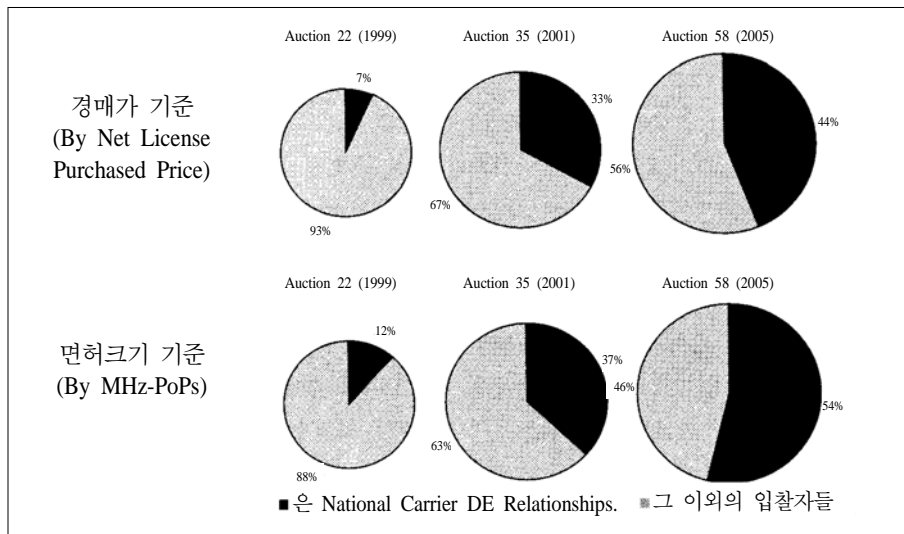 Auction 22 (1999)
Auction 35 (2001)
Auction 58 (2005)
경매가 기준
(By Net License
Purchased Price)
7%
93%
33%
67%
44%
56%
Auction 22 (1999)
Auction 35 (2001)
Auction 58 (2005)
면허크기 기준
(By MHz-PoPs)
12%
88%
37%
63%
46%
54%
■은 National Carrier DE Relationships.
■그 이외의 입찰자들